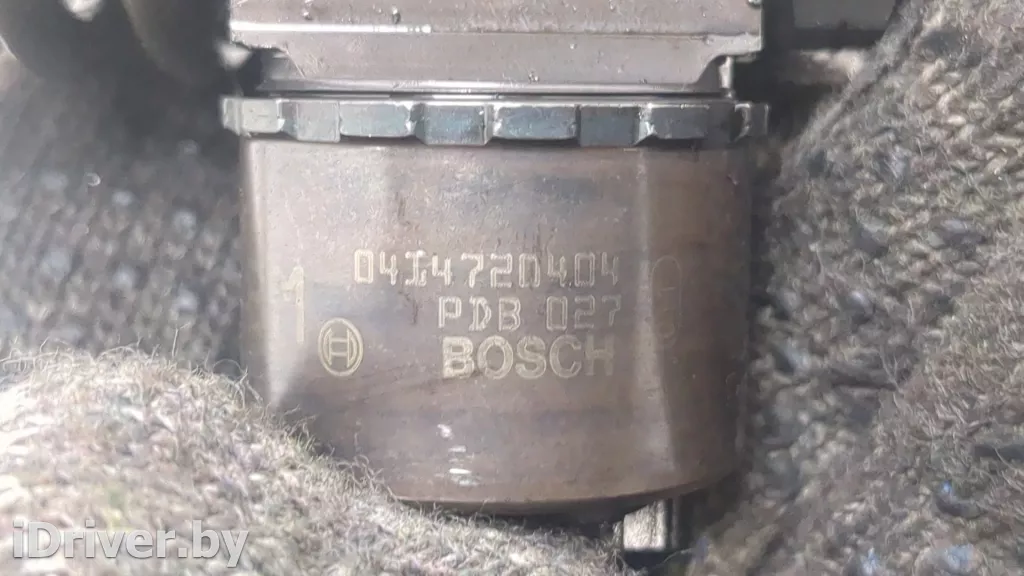 0414720404
PDB 027
BOSCH
1
iDriver.by